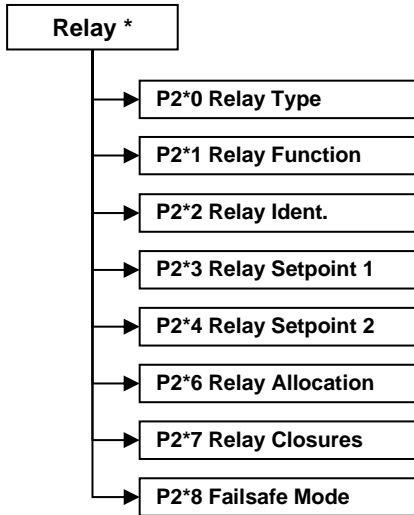 Relay *
P2*0 Relay Type
P2*1 Relay Function
P2*2 Relay Ident.
P2*3 Relay Setpoint 1
P2*4 Relay Setpoint 2
P2*6 Relay Allocation
P2*7 Relay Closures
P2*8 Failsafe Mode